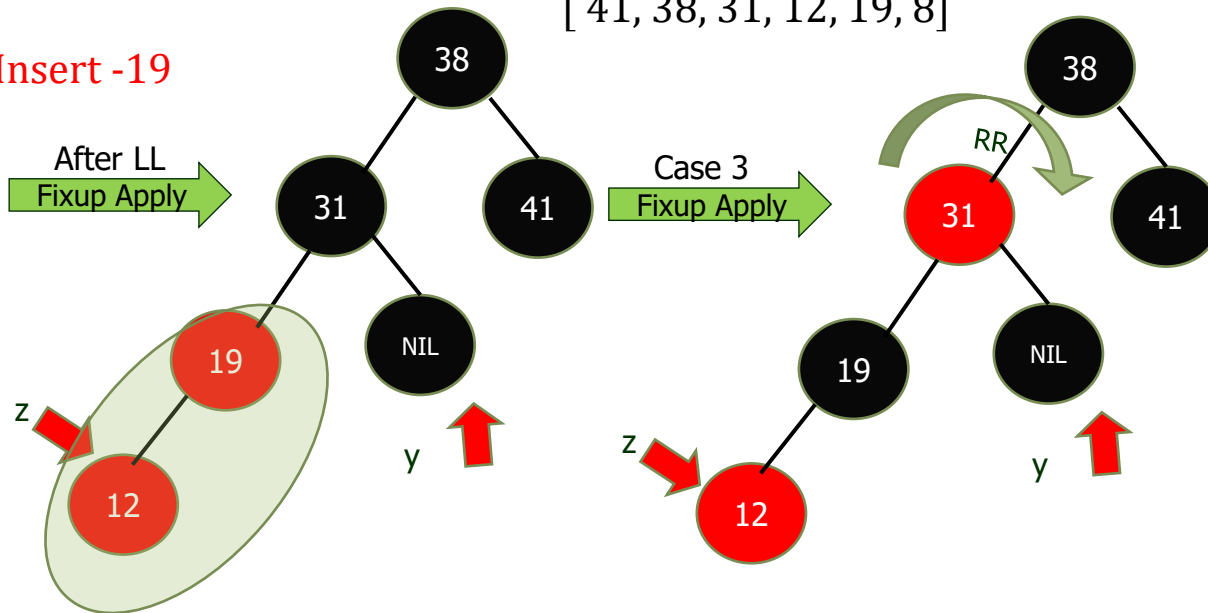 [ 41, 38, 31, 12, 19, 8]
Insert -19
After LL
Fixup Apply
38
31
41
19
NIL
12
z
y
Case 3
Fixup Apply
38
RR
31
41
19
NIL
12
z
y